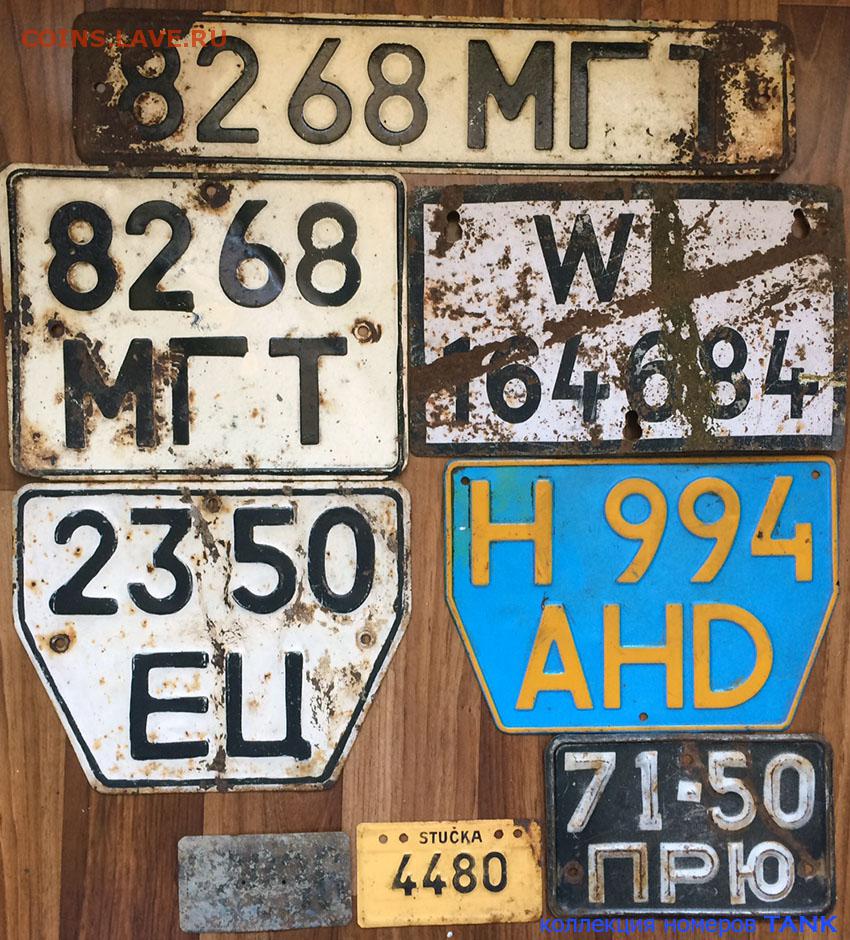 COINS.LAVE.RU
8268 МГТ
8268
МГТ
W
164684
2350
ЕЦ
H 994
AHD
71-50
ПРЮ
STUČKA
4480
коллекция номеров TANK